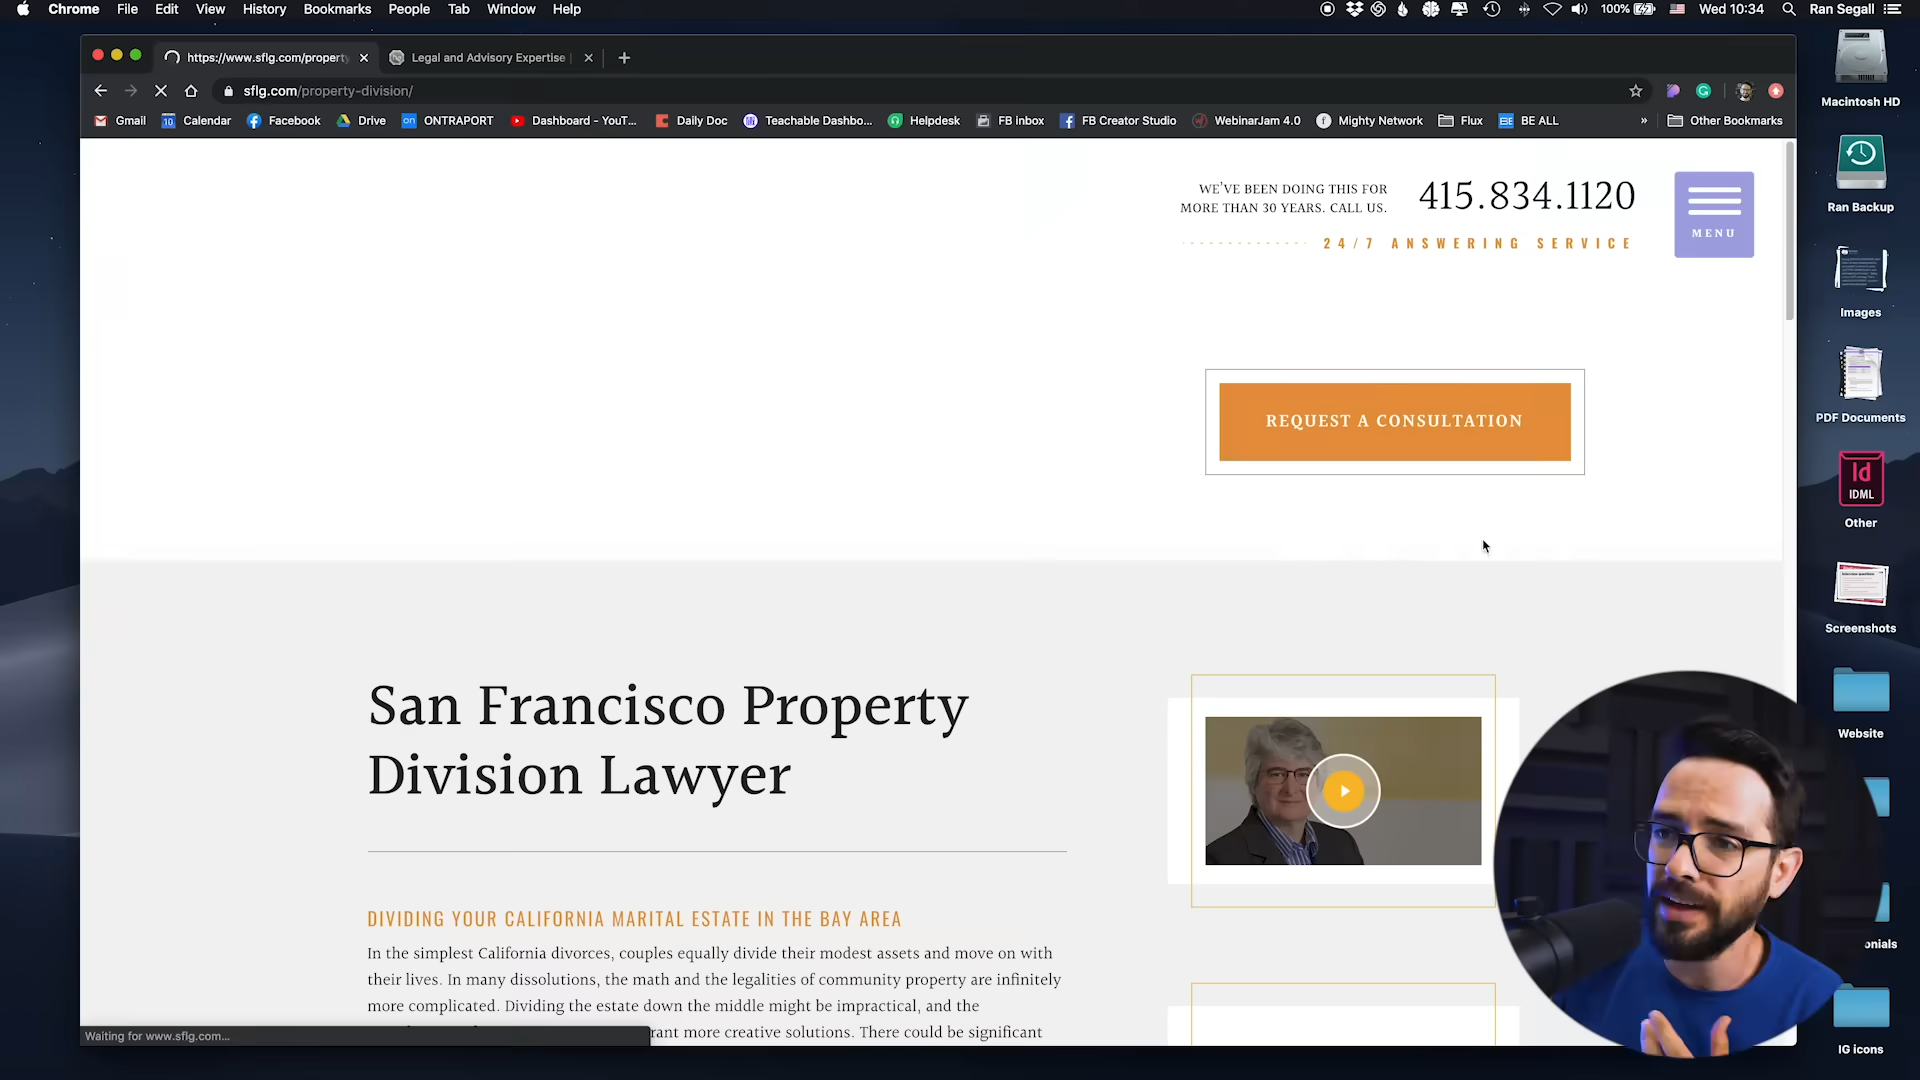 Chrome File Edit View History Bookmarks People Tab Window Help
100% Wed 10:34 Ran Segall
https://www.sflg.com/property
Legal and Advisory Expertise
sflg.com/property-division/
Gmail Calendar Facebook Drive ONTRAPORT Dashboard - YouT... Daily Doc Teachable Dashbo... Helpdesk FB inbox FB Creator Studio WebinarJam 4.0 Mighty Network Flux BE ALL » Other Bookmarks
WE'VE BEEN DOING THIS FOR
MORE THAN 30 YEARS. CALL US.
415.834.1120
24/7 ANSWERING SERVICE
MENU
REQUEST A CONSULTATION
San Francisco Property
Division Lawyer
DIVIDING YOUR CALIFORNIA MARITAL ESTATE IN THE BAY AREA
In the simplest California divorces, couples equally divide their modest assets and move on with
their lives. In many dissolutions, the math and the legalities of community property are infinitely
more complicated. Dividing the estate down the middle might be impractical, and the
rant more creative solutions. There could be significant
Waiting for www.sflg.com...
Macintosh HD
Ran Backup
Images
PDF Documents
Id
IDML
Other
Screenshots
Website
onials
IG icons